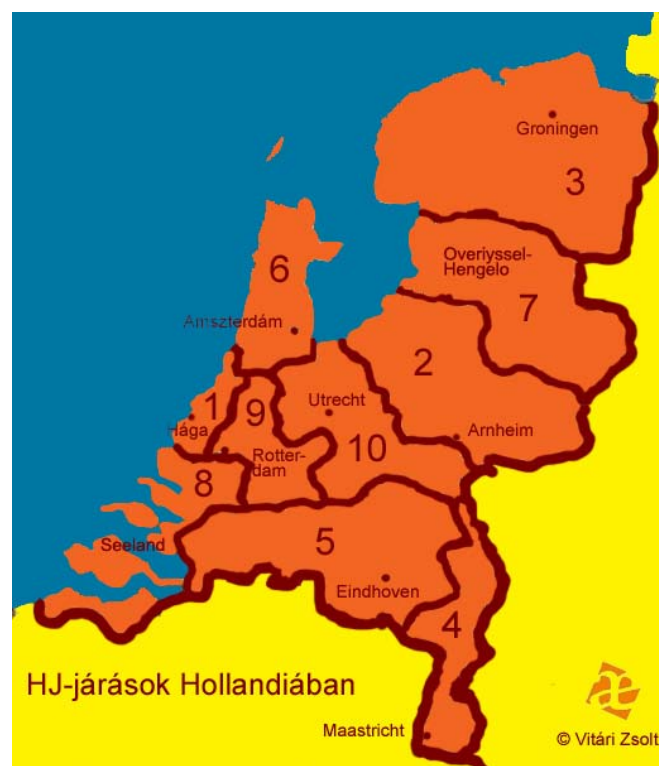 Groningen
3
Overiyssel-
Hengelo
6
7
Amszterdám
2
1
9
Utrecht
Hága
Arnheim
Rotter-
dam
10
8
Seeland
5
Eindhoven
4
HJ-járások Hollandiában
Maastricht
© Vitári Zsolt